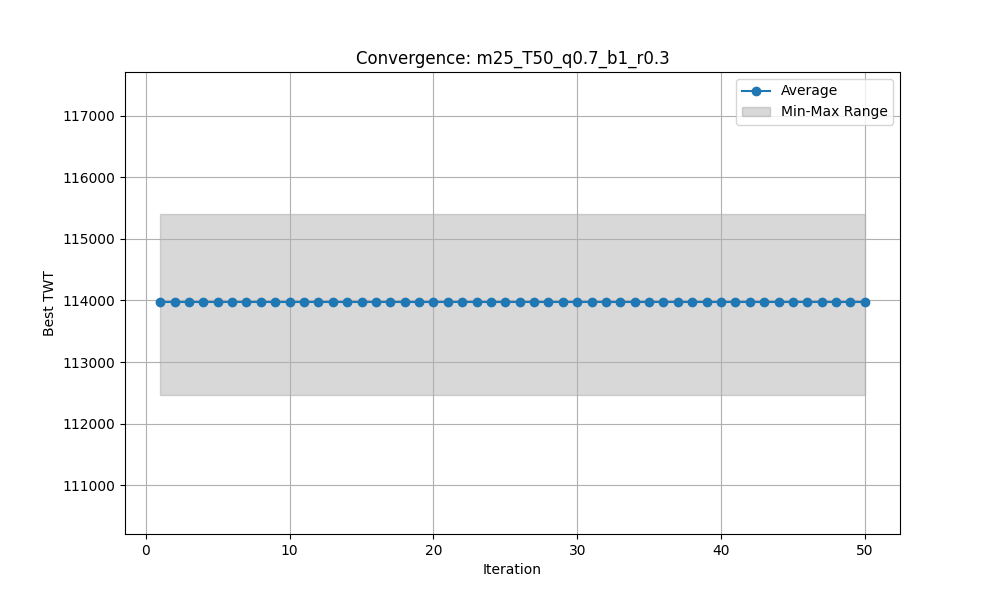 Convergence: m25_T50_q0.7_b1_r0.3
Average
Min-Max Range
Best TWT
117000
116000
115000
114000
113000
112000
111000
0 10 20 30 40 50
Iteration